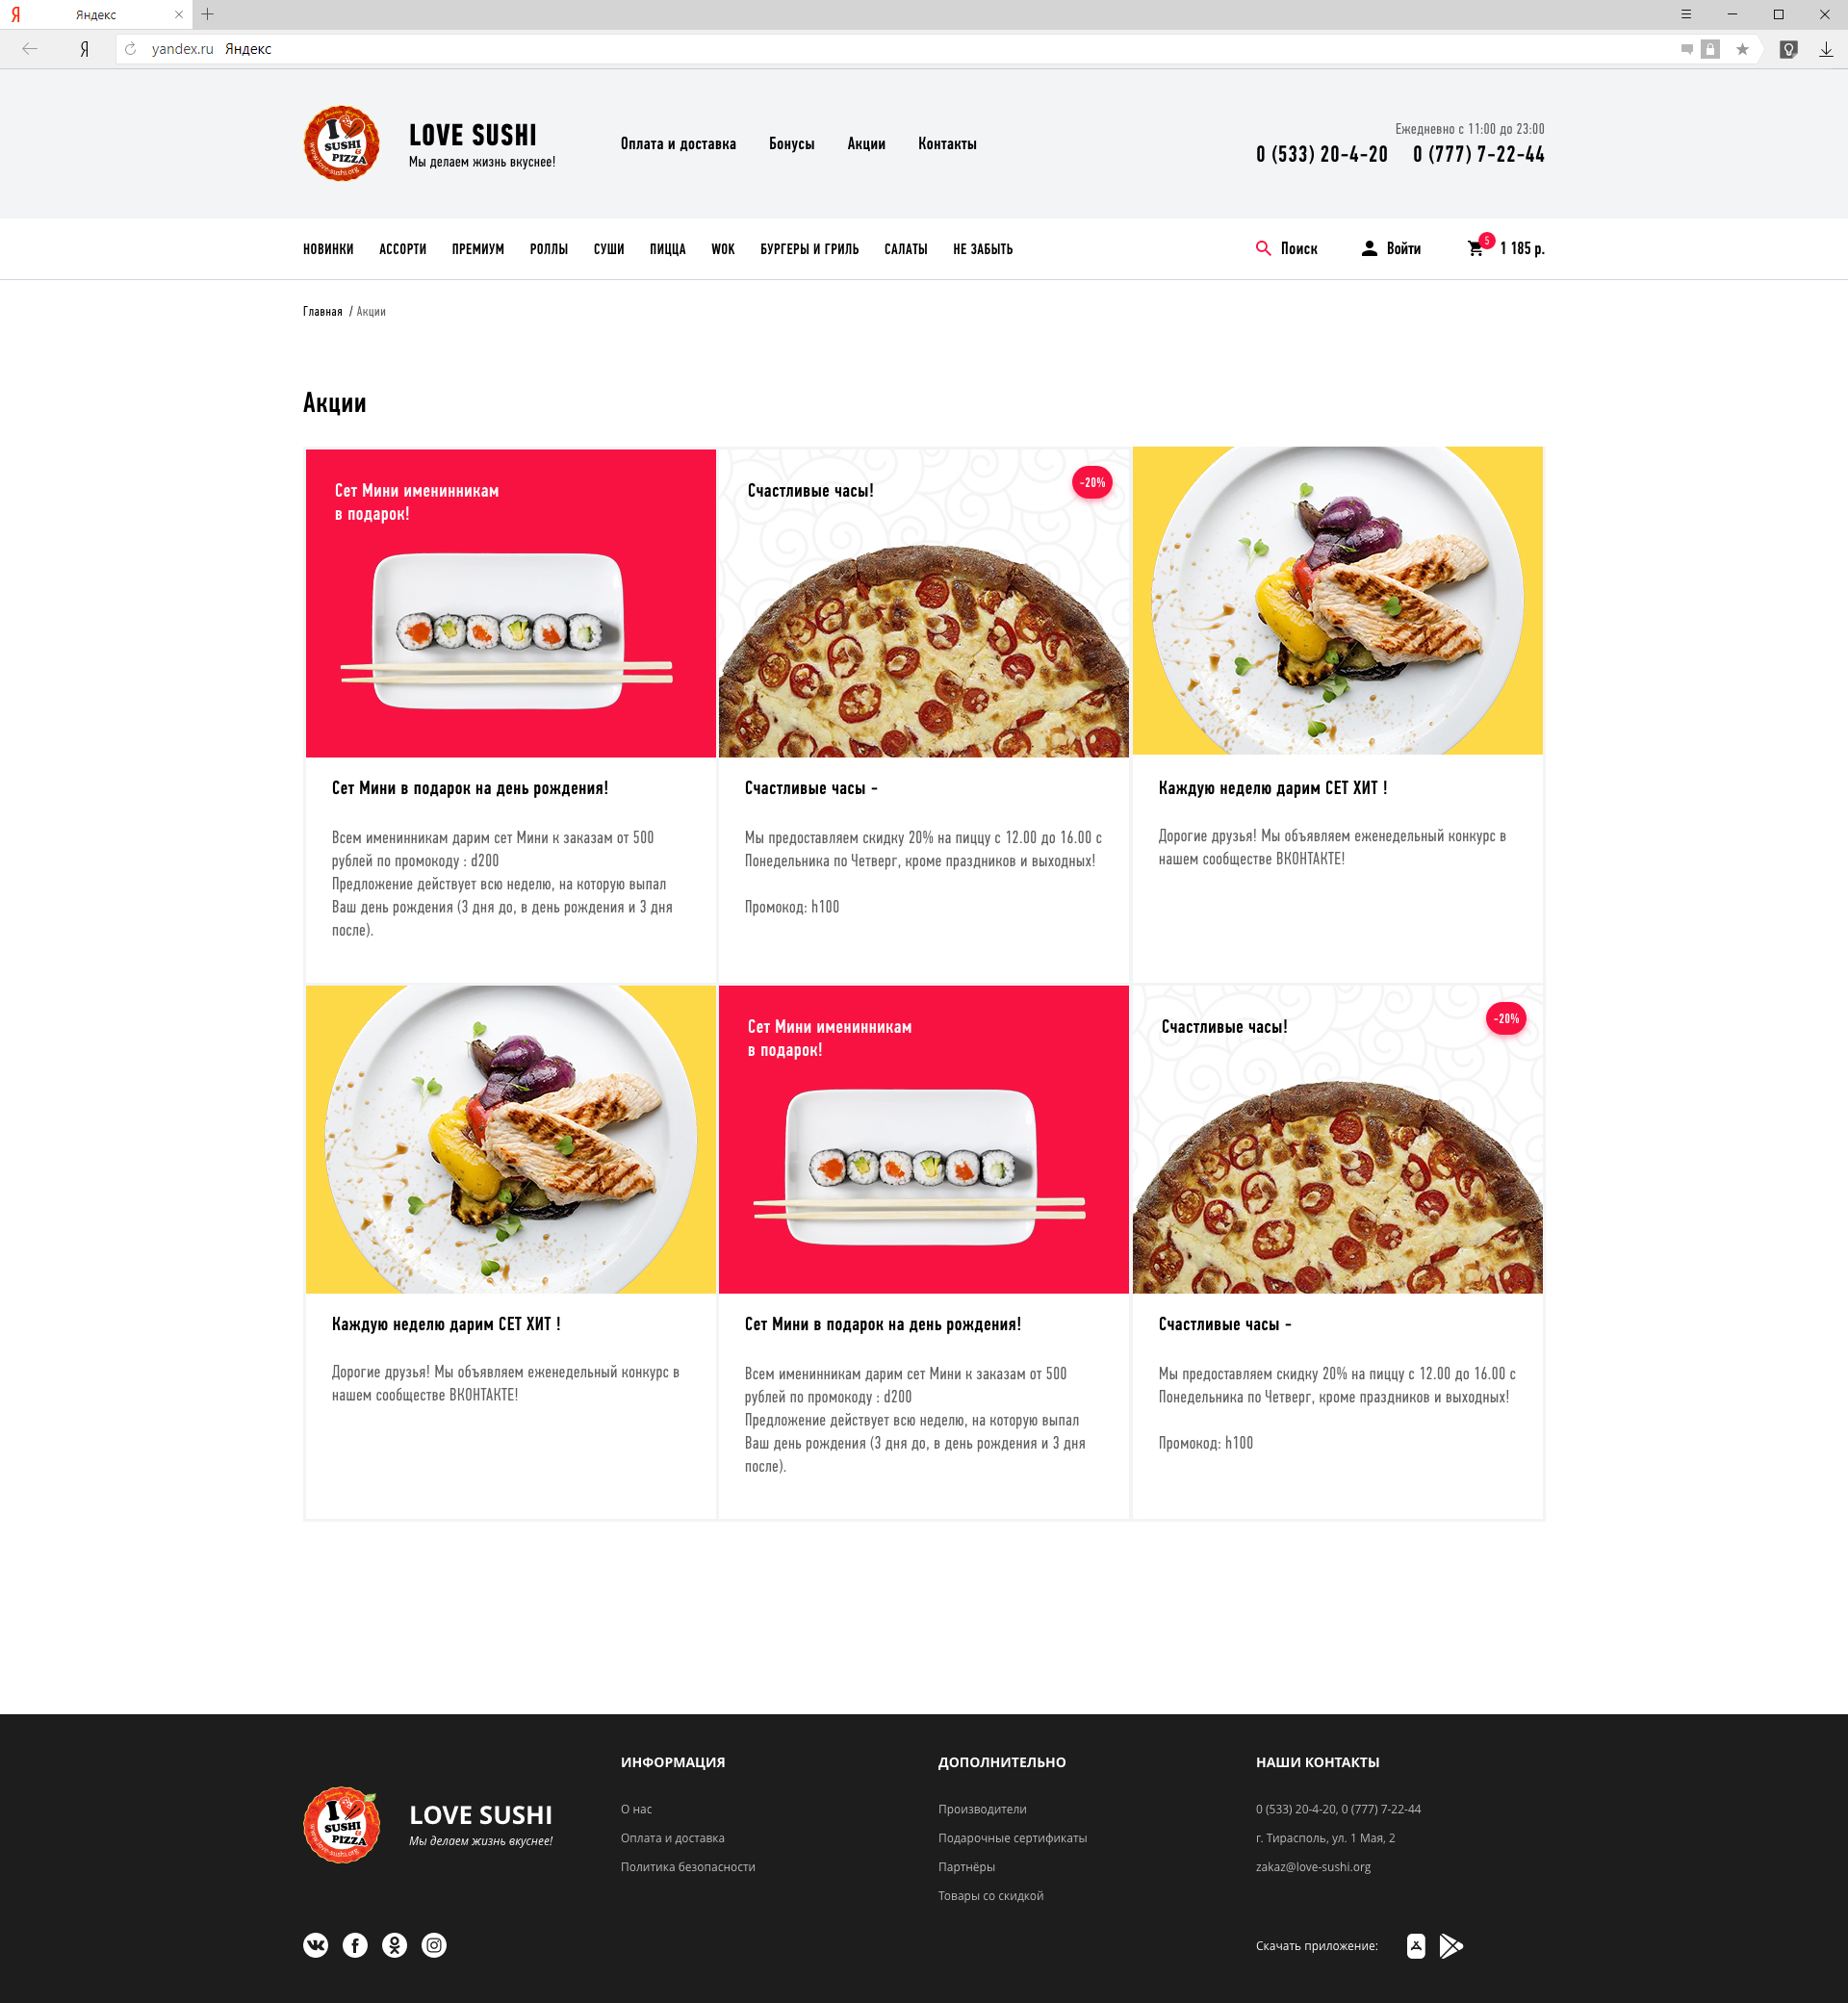 Я
Яндекс
Я
yandex.ru Яндекс
I
SUSHI
&
PIZZA
www.love-sushi.org
LOVE SUSHI
Мы делаем жизнь вкуснее!
Оплата и доставка
Бонусы
Акции
Контакты
Ежедневно с 11:00 до 23:00
0 (533) 20-4-20
0 (777) 7-22-44
НОВИНКИ
АССОРТИ
ПРЕМИУМ
РОЛЛЫ
СУШИ
ПИЦЦА
WOK
БУРГЕРЫ И ГРИЛЬ
САЛАТЫ
НЕ ЗАБЫТЬ
Поиск
Войти
5
1 185 р.
Главная / Акции
Акции
Сет Мини именинникам
в подарок!
Счастливые часы!
-20%
Сет Мини в подарок на день рождения!
Всем именинникам дарим сет Мини к заказам от 500
рублей по промокоду : d200
Предложение действует всю неделю, на которую выпал
Ваш день рождения (3 дня до, в день рождения и 3 дня
после).
Счастливые часы -
Мы предоставляем скидку 20% на пиццу с 12.00 до 16.00 с
Понедельника по Четверг, кроме праздников и выходных!
Промокод: h100
Каждую неделю дарим СЕТ ХИТ !
Дорогие друзья! Мы объявляем еженедельный конкурс в
нашем сообществе ВКОНТАКТЕ!
Сет Мини именинникам
в подарок!
Счастливые часы!
-20%
Каждую неделю дарим СЕТ ХИТ !
Дорогие друзья! Мы объявляем еженедельный конкурс в
нашем сообществе ВКОНТАКТЕ!
Сет Мини в подарок на день рождения!
Всем именинникам дарим сет Мини к заказам от 500
рублей по промокоду : d200
Предложение действует всю неделю, на которую выпал
Ваш день рождения (3 дня до, в день рождения и 3 дня
после).
Счастливые часы -
Мы предоставляем скидку 20% на пиццу с 12.00 до 16.00 с
Понедельника по Четверг, кроме праздников и выходных!
Промокод: h100
I
SUSHI
&
PIZZA
www.love-sushi.org
LOVE SUSHI
Мы делаем жизнь вкуснее!
ИНФОРМАЦИЯ
О нас
Оплата и доставка
Политика безопасности
ДОПОЛНИТЕЛЬНО
Производители
Подарочные сертификаты
Партнёры
Товары со скидкой
НАШИ КОНТАКТЫ
0 (533) 20-4-20, 0 (777) 7-22-44
г. Тирасполь, ул. 1 Мая, 2
zakaz@love-sushi.org
Скачать приложение: